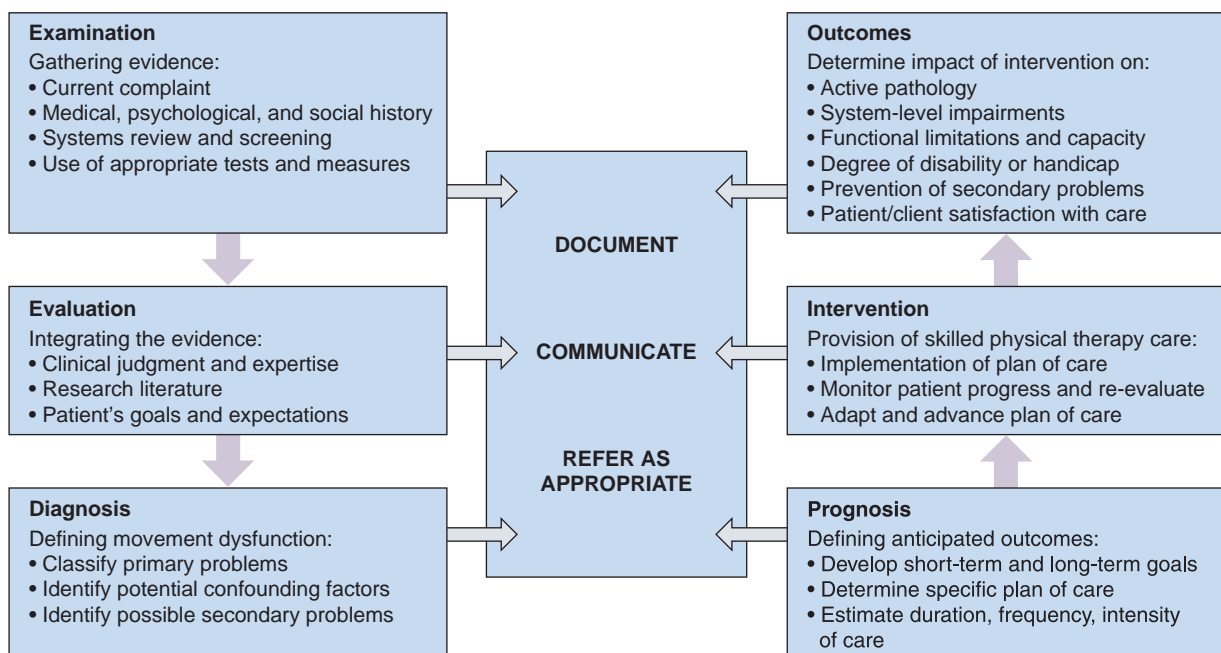 Examination
Gathering evidence:
• Current complaint
• Medical, psychological, and social history
• Systems review and screening
• Use of appropriate tests and measures
Evaluation
Integrating the evidence:
• Clinical judgment and expertise
• Research literature
• Patient's goals and expectations
Diagnosis
Defining movement dysfunction:
• Classify primary problems
• Identify potential confounding factors
• Identify possible secondary problems
DOCUMENT
COMMUNICATE
REFER AS
APPROPRIATE
Outcomes
Determine impact of intervention on:
• Active pathology
• System-level impairments
• Functional limitations and capacity
• Degree of disability or handicap
• Prevention of secondary problems
• Patient/client satisfaction with care
Intervention
Provision of skilled physical therapy care:
• Implementation of plan of care
• Monitor patient progress and re-evaluate
• Adapt and advance plan of care
Prognosis
Defining anticipated outcomes:
• Develop short-term and long-term goals
• Determine specific plan of care
• Estimate duration, frequency, intensity
of care